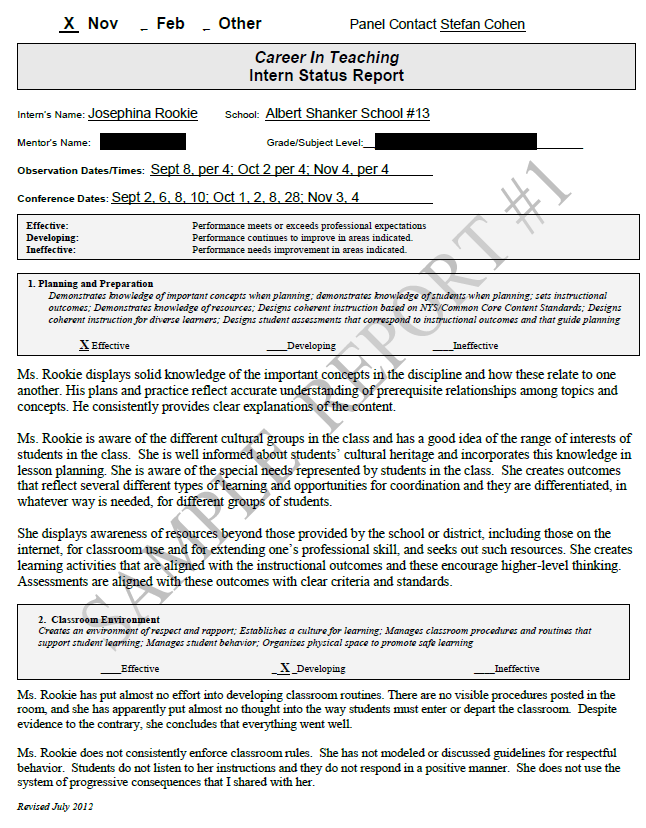 X Nov _ Feb _ Other Panel Contact Stefan Cohen
Career In Teaching
Intern Status Report
Intern's Name: Josephina Rookie School: Albert Shanker School #13
Mentor's Name: Grade/Subject Level:
Observation Dates/Times: Sept 8, per 4; Oct 2 per 4; Nov 4, per 4
Conference Dates: Sept 2, 6, 8, 10; Oct 1, 2, 8, 28; Nov 3, 4
Effective: Performance meets or exceeds professional expectations
Developing: Performance continues to improve in areas indicated.
Ineffective: Performance needs improvement in areas indicated.
1. Planning and Preparation
Demonstrates knowledge of important concepts when planning; demonstrates knowledge of students when planning; sets instructional
outcomes; Demonstrates knowledge of resources; Designs coherent instruction based on NYS/Common Core Content Standards; Designs
coherent instruction for diverse learners; Designs student assessments that correspond to instructional outcomes and that guide planning
X Effective ____Developing ____Ineffective
Ms. Rookie displays solid knowledge of the important concepts in the discipline and how these relate to one
another. His plans and practice reflect accurate understanding of prerequisite relationships among topics and
concepts. He consistently provides clear explanations of the content.
Ms. Rookie is aware of the different cultural groups in the class and has a good idea of the range of interests of
students in the class. She is well informed about students' cultural heritage and incorporates this knowledge in
lesson planning. She is aware of the special needs represented by students in the class. She creates outcomes
that reflect several different types of learning and opportunities for coordination and they are differentiated, in
whatever way is needed, for different groups of students.
She displays awareness of resources beyond those provided by the school or district, including those on the
internet, for classroom use and for extending one's professional skill, and seeks out such resources. She creates
learning activities that are aligned with the instructional outcomes and these encourage higher-level thinking.
Assessments are aligned with these outcomes with clear criteria and standards.
2. Classroom Environment
Creates an environment of respect and rapport; Establishes a culture for learning; Manages classroom procedures and routines that
support student learning; Manages student behavior; Organizes physical space to promote safe learning
____Effective _X_Developing ____Ineffective
Ms. Rookie has put almost no effort into developing classroom routines. There are no visible procedures posted in the
room, and she has apparently put almost no thought into the way students must enter or depart the classroom. Despite
evidence to the contrary, she concludes that everything went well.
Ms. Rookie does not consistently enforce classroom rules. She has not modeled or discussed guidelines for respectful
behavior. Students do not listen to her instructions and they do not respond in a positive manner. She does not use the
system of progressive consequences that I shared with her.
Revised July 2012
SAMPLE REPORT #1